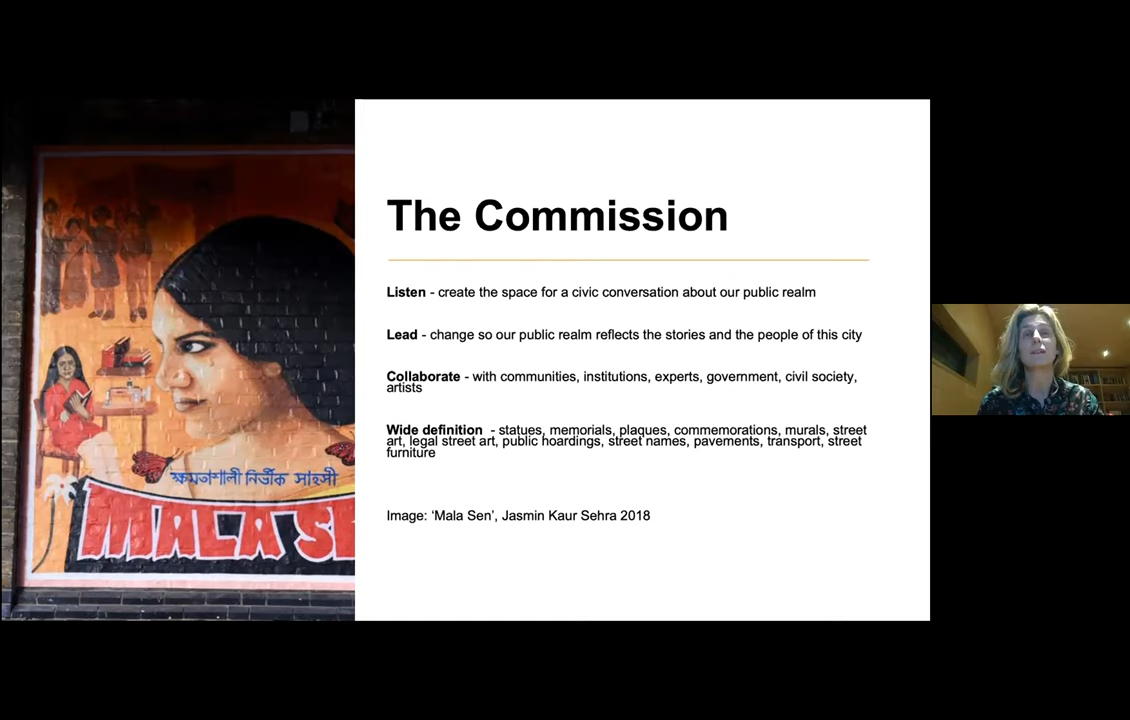 ক্ষমতাশালী নির্ভীক সাহসী
MALA SE
The Commission
Listen - create the space for a civic conversation about our public realm
Lead - change so our public realm reflects the stories and the people of this city
Collaborate - with communities, institutions, experts, government, civil society,
artists
Wide definition - statues, memorials, plaques, commemorations, murals, street
art, legal street art, public hoardings, street names, pavements, transport, street
furniture
Image: ‘Mala Sen’, Jasmin Kaur Sehra 2018